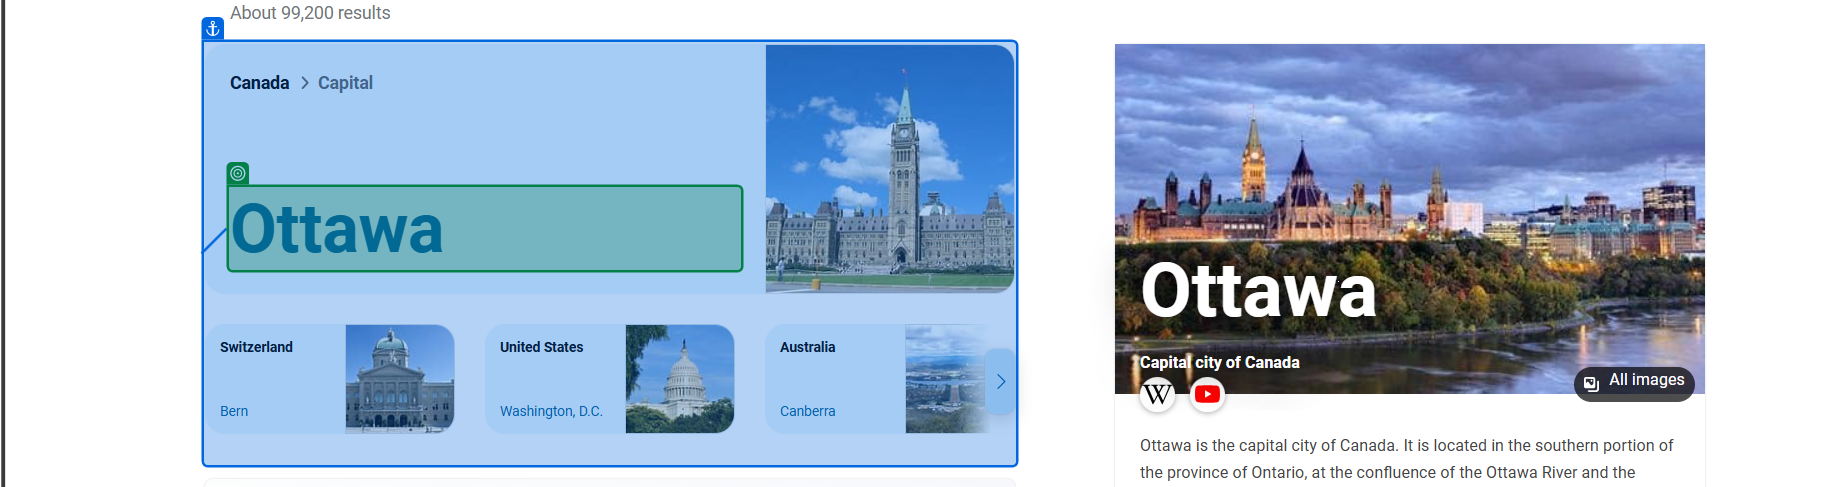 About 99,200 results
Canada > Capital
Ottawa
Switzerland
Bern
United States
Washington, D.C.
Australia
Canberra
Ottawa
Capital city of Canada
W
All images
Ottawa is the capital city of Canada. It is located in the southern portion of
the province of Ontario, at the confluence of the Ottawa River and the